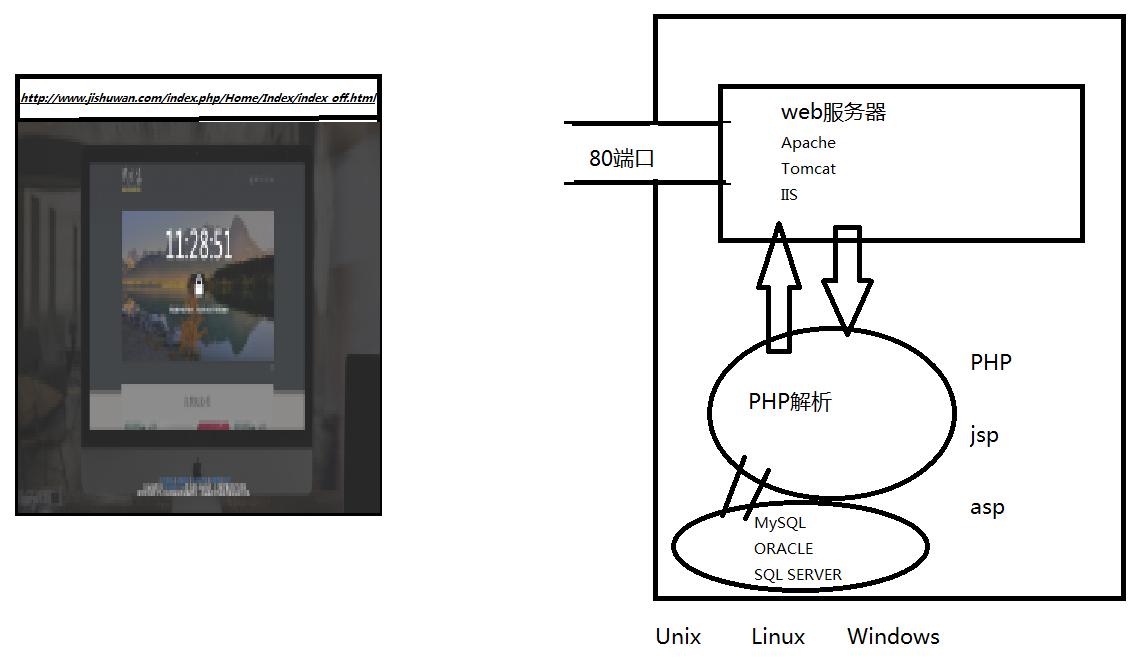 http://www.jishuwan.com/index.php/Home/Index/index_off.html
11:28:51
80端口
web服务器
Apache
Tomcat
IIS
PHP解析
PHP
jsp
asp
MySQL
ORACLE
SQL SERVER
Unix Linux Windows